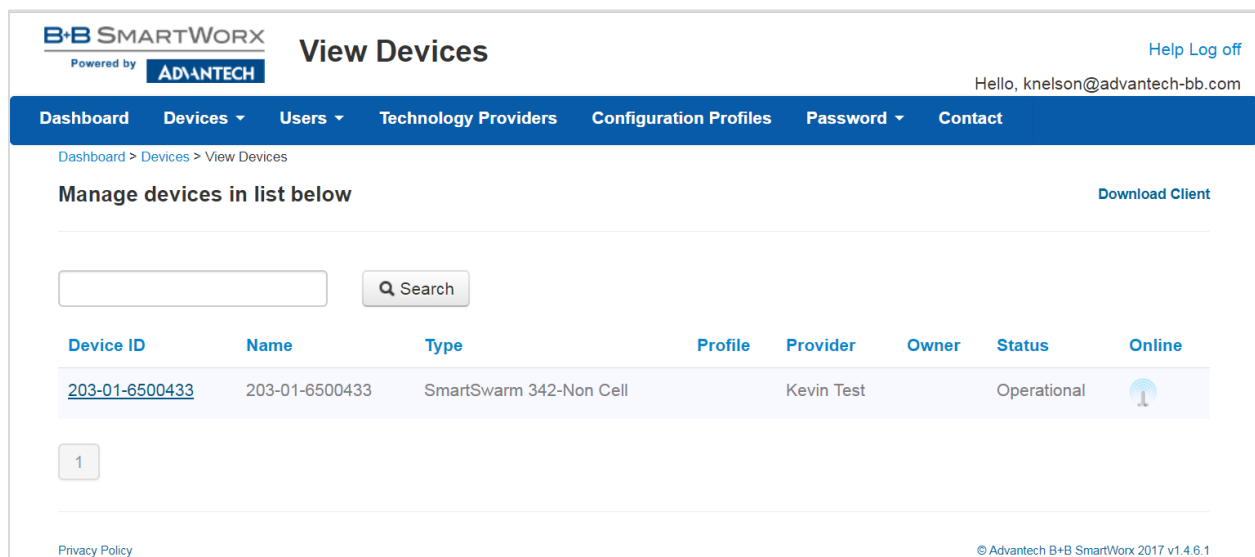 B+B SMARTWORX
Powered by ADVANTECH
View Devices
Help Log off
Hello, knelson@advantech-bb.com
Dashboard Devices Users Technology Providers Configuration Profiles Password Contact
Dashboard > Devices > View Devices
Manage devices in list below
Download Client
Search
Device ID Name Type Profile Provider Owner Status Online
203-01-6500433 203-01-6500433 SmartSwarm 342-Non Cell Kevin Test Operational
1
Privacy Policy
© Advantech B+B SmartWorx 2017 v1.4.6.1